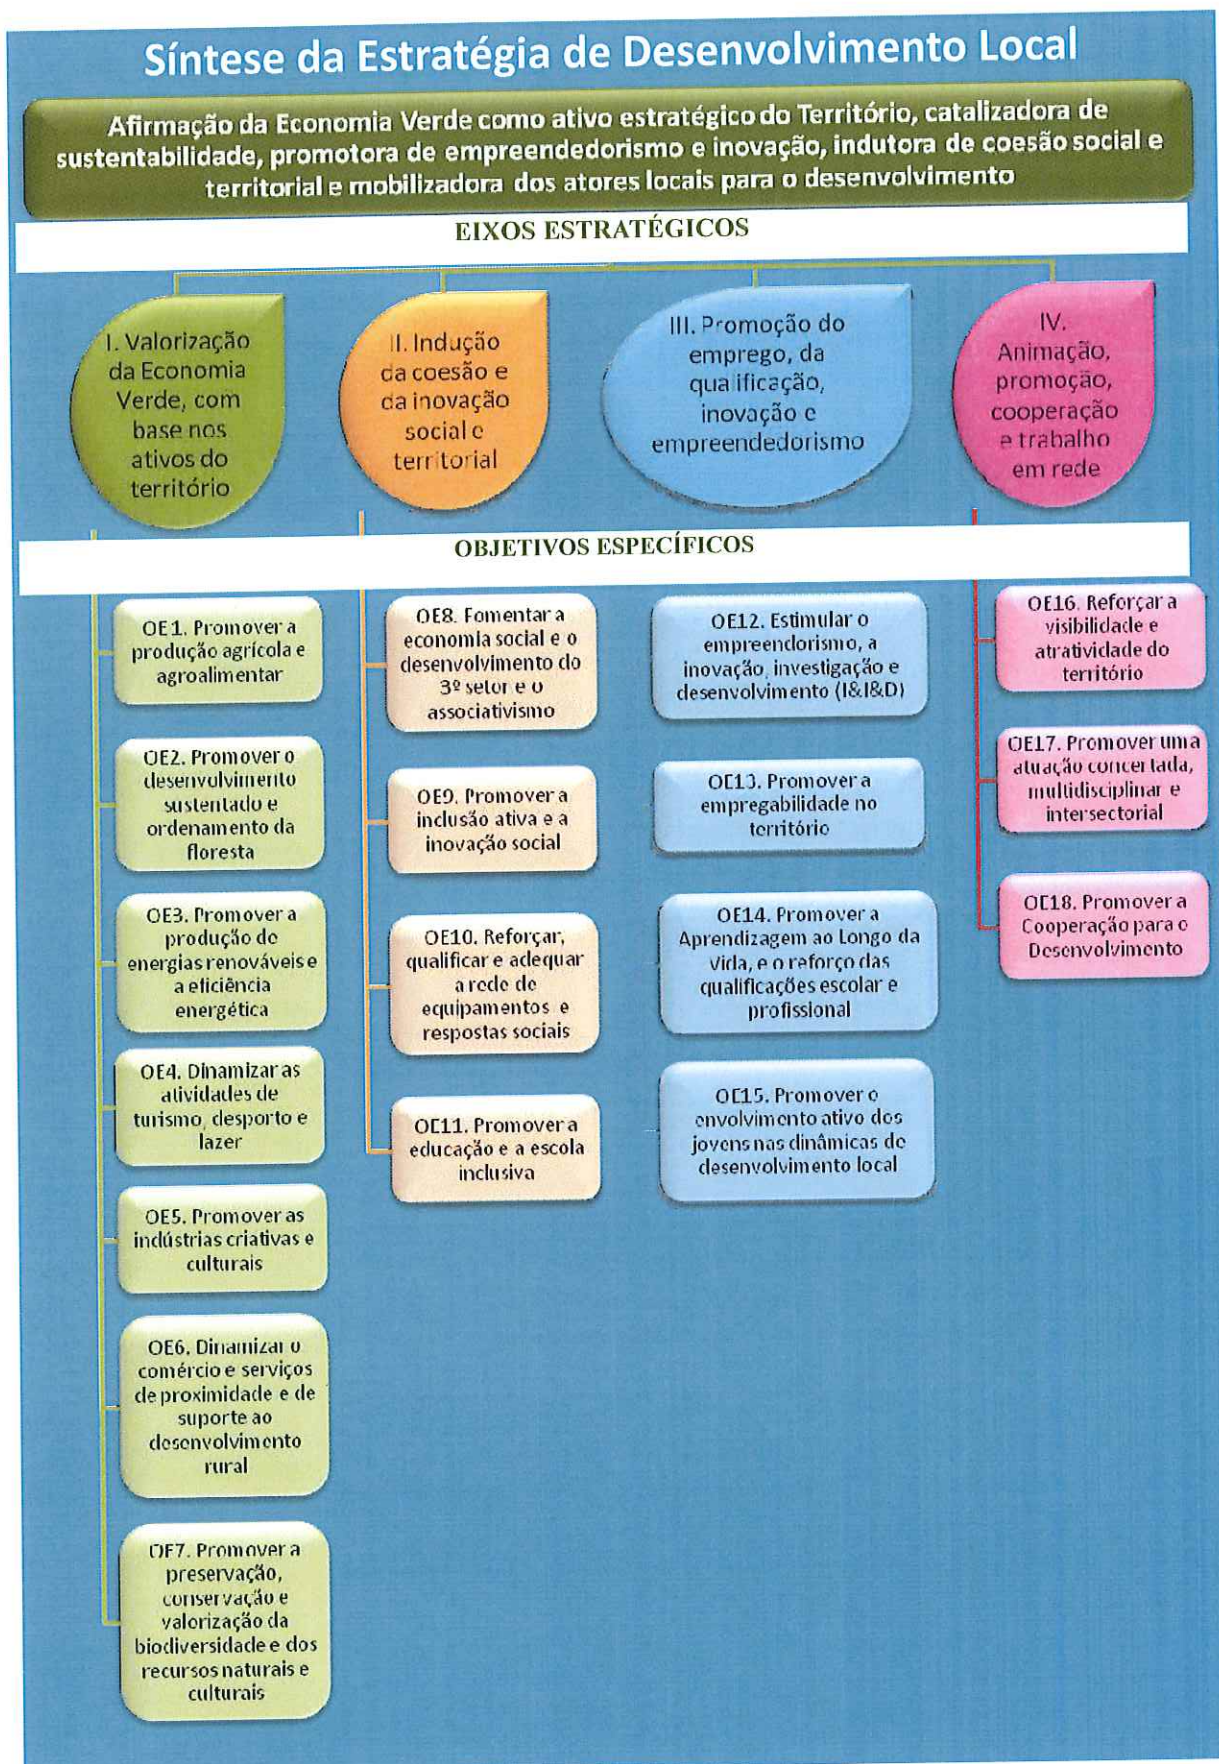 Síntese da Estratégia de Desenvolvimento Local
Afirmação da Economia Verde como ativo estratégico do Território, catalizadora de
sustentabilidade, promotora de empreendedorismo e inovação, indutora de coesão social e
territorial e mobilizadora dos atores locais para o desenvolvimento
EIXOS ESTRATÉGICOS
I. Valorização
da Economia
Verde, com
base nos
ativos do
território
II. Indução
da coesão e
da inovação
social e
territorial
III. Promoção do
emprego, da
qualificação,
inovação e
empreendedorismo
IV.
Animação,
promoção,
cooperação
e trabalho
em rede
OBJETIVOS ESPECÍFICOS
OE1. Promover a
produção agrícola e
agroalimentar
OE2. Promover o
desenvolvimento
sustentado e
ordenamento da
floresta
OE3. Promover a
produção de
energias renováveis e
a eficiência
energética
OE4. Dinamizar as
atividades de
turismo, desporto e
lazer
OE5. Promover as
indústrias criativas e
culturais
OE6. Dinamizar o
comércio e serviços
de proximidade e de
suporte ao
desenvolvimento
rural
OE7. Promover a
preservação,
conservação e
valorização da
biodiversidade e dos
recursos naturais e
culturais
OE8. Fomentar a
economia social e o
desenvolvimento do
3º setor e o
associativismo
OE9. Promover a
inclusão ativa e a
inovação social
OE10. Reforçar,
qualificar e adequar
a rede de
equipamentos e
respostas sociais
OE11. Promover a
educação e a escola
inclusiva
OE12. Estimular o
empreendorismo, a
inovação, investigação e
desenvolvimento (I&I&D)
OE13. Promover a
empregabilidade no
território
OE14. Promover a
Aprendizagem ao Longo da
Vida, e o reforço das
qualificações escolar e
profissional
OE15. Promover o
envolvimento ativo dos
jovens nas dinâmicas de
desenvolvimento local
OE16. Reforçar a
visibilidade e
atratividade do
território
OE17. Promover uma
atuação concertada,
multidisciplinar e
intersectorial
OE18. Promover a
Cooperação para o
Desenvolvimento